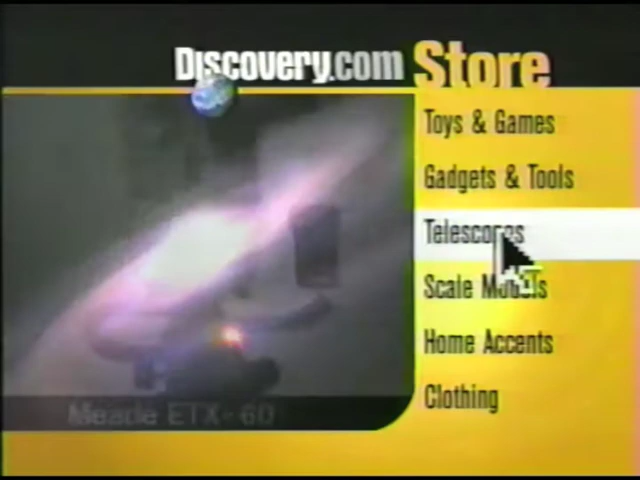 Discovery.com Store
Toys & Games
Gadgets & Tools
Telescopes
Scale Models
Home Accents
Clothing
Meade ETX-60